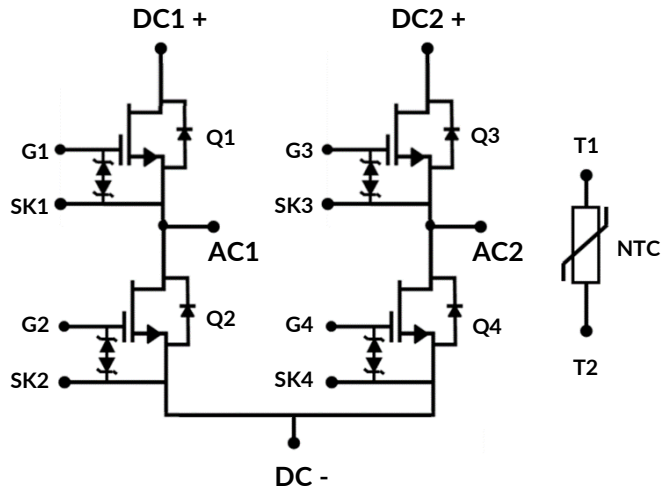 DC1 +
DC2 +
Q1
Q3
G1
G3
T1
SK1
SK3
AC1
AC2
NTC
G2
Q2
G4
Q4
T2
SK2
SK4
DC -